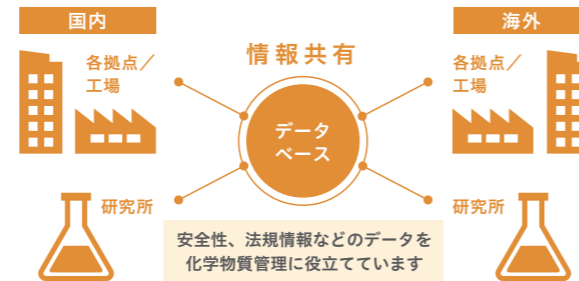 国内
各拠点／
工場
研究所
情報共有
データ
ベース
安全性、法規情報などのデータを
化学物質管理に役立てています
海外
各拠点／
工場
研究所